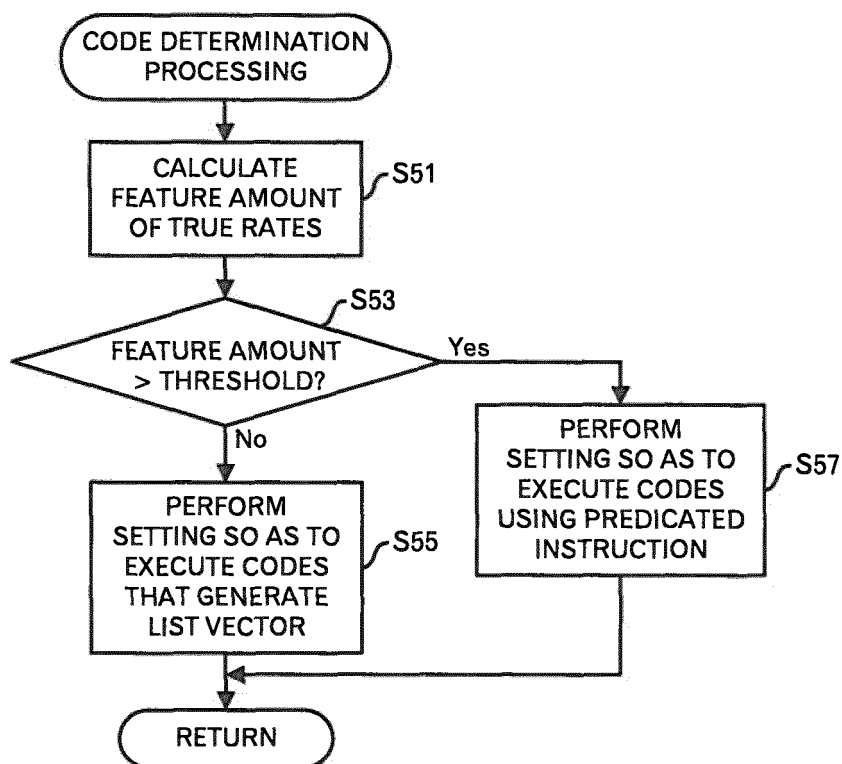 CODE DETERMINATION
PROCESSING
CALCULATE
FEATURE AMOUNT
OF TRUE RATES
S51
S53
FEATURE AMOUNT
> THRESHOLD?
Yes
No
PERFORM
SETTING SO AS TO
EXECUTE CODES
USING PREDICATED
INSTRUCTION
S57
PERFORM
SETTING SO AS TO
EXECUTE CODES
THAT GENERATE
LIST VECTOR
S55
RETURN